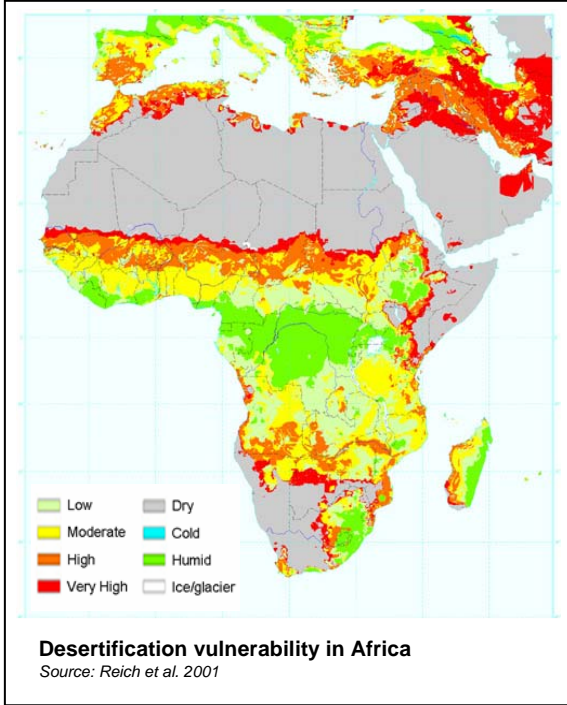 Low
Moderate
High
Very High
Dry
Cold
Humid
Ice/glacier
Desertification vulnerability in Africa
Source: Reich et al. 2001